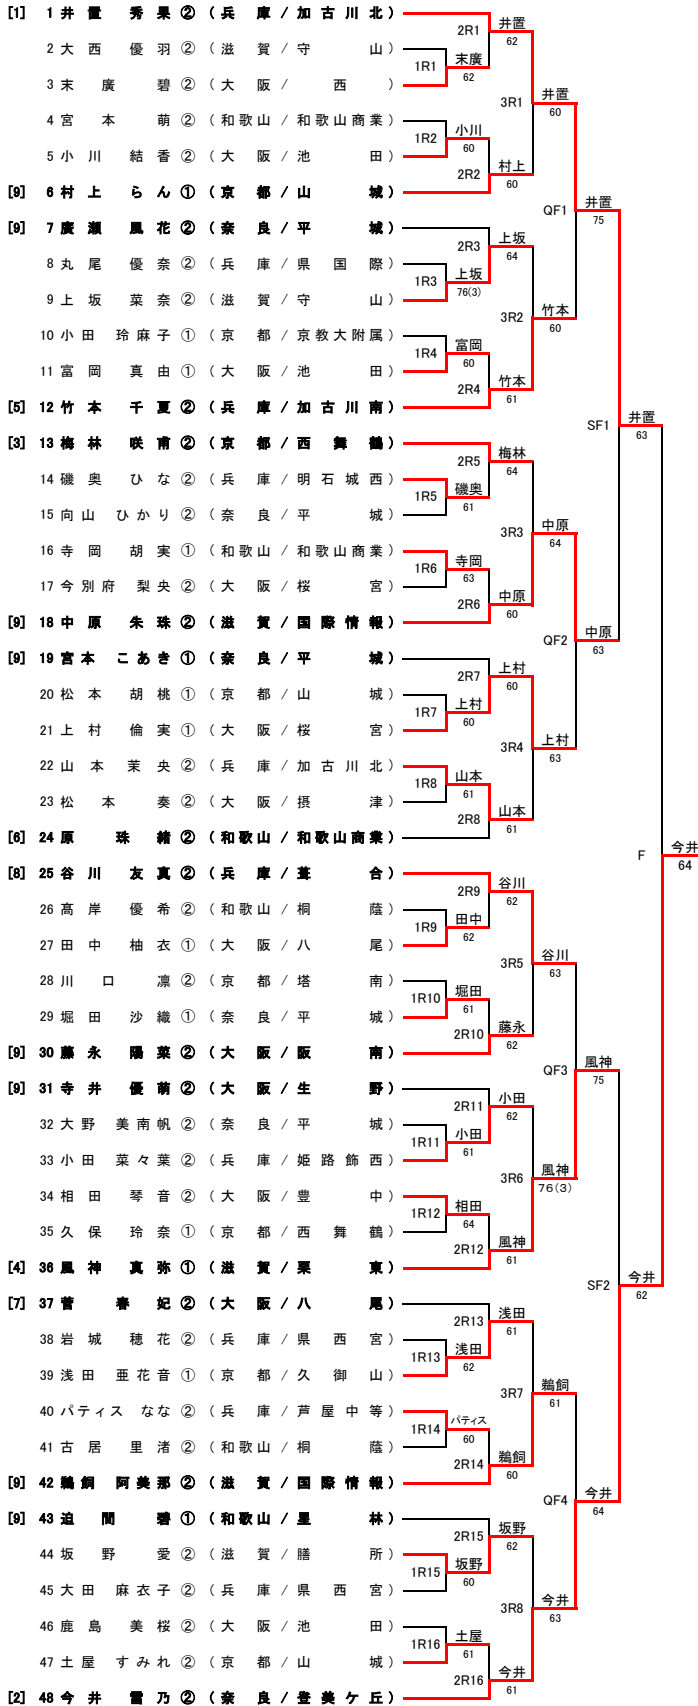 [1] 1 井置 秀果 ② ( 兵庫 / 加古川北 )
2R1 井置 62
2 大西 優羽 ② ( 滋賀 / 守山 )
1R1 末廣 62
3 末廣 碧 ② ( 大阪 / 西 )
3R1 井置 60
4 宮本 萌 ② ( 和歌山 / 和歌山商業 )
1R2 小川 60
5 小川 結香 ② ( 大阪 / 池田 )
2R2 村上 60
[9] 6 村上 らん ① ( 京都 / 山城 )
QF1 井置 75
[9] 7 廣瀬 風花 ② ( 奈良 / 平城 )
2R3 上坂 64
8 丸尾 優奈 ② ( 兵庫 / 県国際 )
1R3 上坂 76(3)
9 上坂 菜奈 ② ( 滋賀 / 守山 )
3R2 竹本 60
10 小田 玲麻子 ① ( 京都 / 京教大附属 )
1R4 富岡 60
11 富岡 真由 ① ( 大阪 / 池田 )
2R4 竹本 61
[5] 12 竹本 千夏 ② ( 兵庫 / 加古川南 )
SF1 井置 63
[3] 13 梅林 咲甫 ② ( 京都 / 西舞鶴 )
2R5 梅林 64
14 磯奥 ひな ② ( 兵庫 / 明石城西 )
1R5 磯奥 61
15 向山 ひかり ② ( 奈良 / 平城 )
3R3 中原 64
16 寺岡 胡実 ① ( 和歌山 / 和歌山商業 )
1R6 寺岡 63
17 今別府 梨央 ② ( 大阪 / 桜宮 )
2R6 中原 60
[9] 18 中原 朱珠 ② ( 滋賀 / 国際情報 )
QF2 中原 63
[9] 19 宮本 こあき ① ( 奈良 / 平城 )
2R7 上村 60
20 松本 胡桃 ① ( 京都 / 山城 )
1R7 上村 60
21 上村 倫実 ① ( 大阪 / 桜宮 )
3R4 上村 63
22 山本 茉央 ② ( 兵庫 / 加古川北 )
1R8 山本 61
23 松本 奏 ② ( 大阪 / 摂津 )
2R8 山本 61
[6] 24 原 珠緒 ② ( 和歌山 / 和歌山商業 )
F 今井 64
[8] 25 谷川 友真 ② ( 兵庫 / 葺合 )
2R9 谷川 62
26 髙岸 優希 ② ( 和歌山 / 桐蔭 )
1R9 田中 62
27 田中 柚衣 ① ( 大阪 / 八尾 )
3R5 谷川 63
28 川口 凛 ② ( 京都 / 塔南 )
1R10 堀田 61
29 堀田 沙織 ① ( 奈良 / 平城 )
2R10 藤永 62
[9] 30 藤永 陽菜 ② ( 大阪 / 阪南 )
QF3 風神 75
[9] 31 寺井 優萌 ② ( 大阪 / 生野 )
2R11 小田 62
32 大野 美南帆 ② ( 奈良 / 平城 )
1R11 小田 61
33 小田 菜々葉 ② ( 兵庫 / 姫路飾西 )
3R6 風神 76(3)
34 相田 琴音 ② ( 大阪 / 豊中 )
1R12 相田 64
35 久保 玲奈 ① ( 京都 / 西舞鶴 )
2R12 風神 61
[4] 36 風神 真弥 ① ( 滋賀 / 栗東 )
SF2 今井 62
[7] 37 菅 春妃 ② ( 大阪 / 八尾 )
2R13 浅田 61
38 岩城 穂花 ② ( 兵庫 / 県西宮 )
1R13 浅田 62
39 浅田 亜花音 ① ( 京都 / 久御山 )
3R7 鵜飼 61
40 パティス なな ② ( 兵庫 / 芦屋中等 )
1R14 パティス 60
41 古居 里渚 ② ( 和歌山 / 桐蔭 )
2R14 鵜飼 60
[9] 42 鵜飼 阿美那 ② ( 滋賀 / 国際情報 )
QF4 今井 64
[9] 43 迫間 碧 ① ( 和歌山 / 星林 )
2R15 坂野 62
44 坂野 愛 ② ( 滋賀 / 膳所 )
1R15 坂野 60
45 大田 麻衣子 ② ( 兵庫 / 県西宮 )
3R8 今井 63
46 鹿島 美桜 ② ( 大阪 / 池田 )
1R16 土屋 61
47 土屋 すみれ ② ( 京都 / 山城 )
2R16 今井 61
[2] 48 今井 雪乃 ② ( 奈良 / 登美ケ丘 )